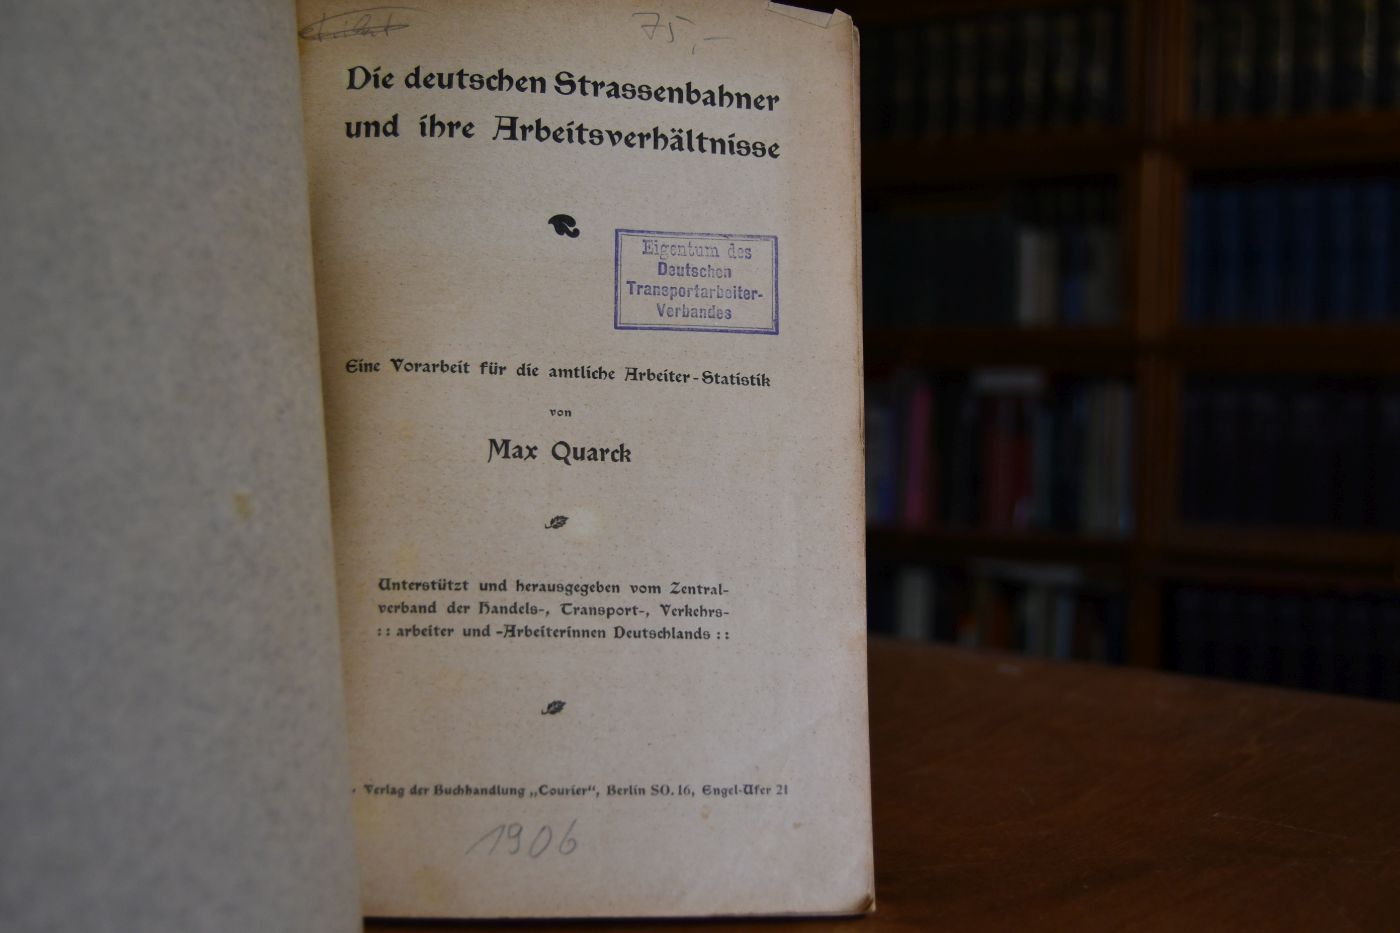 75,-
Die deutschen Strassenbahner
und ihre Arbeitsverhältnisse
Eigentum des
Deutschen
Transportarbeiter-
Verbandes
Eine Vorarbeit für die amtliche Arbeiter-Statistik
von
Max Quarck
Unterstützt und herausgegeben vom Zentral-
verband der Handels-, Transport-, Verkehrs-
:: arbeiter und -Arbeiterinnen Deutschlands ::
Verlag der Buchhandlung „Courier“, Berlin SO. 16, Engel-Ufer 21
1906